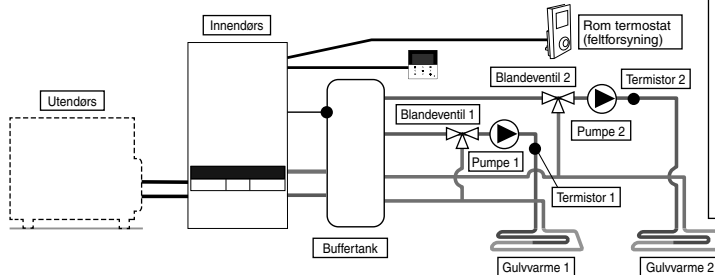 Innendørs
Rom termostat
(feltforsyning)
Utendørs
Blandeventil 2
Termistor 2
Blandeventil 1
Pumpe 2
Pumpe 1
Termistor 1
Buffertank
Gulvvarme 1
Gulvvarme 2